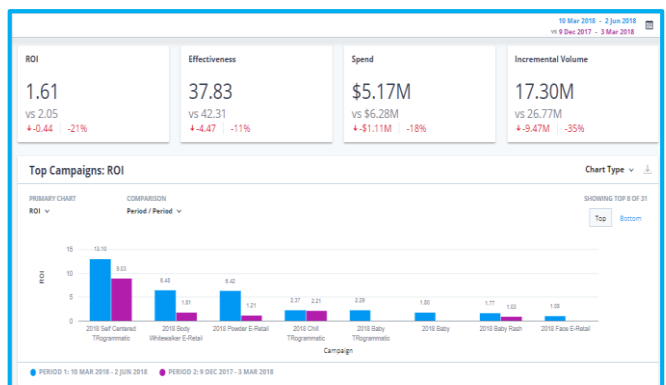 10 Mar 2018 - 2 Jun 2018
vs 9 Dec 2017 - 3 Mar 2018
ROI
1.61
vs 2.05
-0.44 -21%
Effectiveness
37.83
vs 42.31
-4.47 -11%
Spend
$5.17M
vs $6.28M
-$1.11M -18%
Incremental Volume
17.30M
vs 26.77M
-9.47M -35%
Top Campaigns: ROI
Chart Type
PRIMARY CHART
ROI
COMPARISON
Period / Period
SHOWING TOP 8 OF 31
Top Bottom
ROI
15
10
5
0
13.10
9.03
6.45
1.81
6.42
1.21
2.37
2.21
2.29
1.80
1.77
1.03
1.08
2018 Self Centered
TRogrammatic
2018 Body
Whitewalker E-Retail
2018 Powder E-Retail
2018 Chill
TRogrammatic
2018 Baby
TRogrammatic
2018 Baby
2018 Baby Rash
2018 Face E-Retail
Campaign
PERIOD 1: 10 MAR 2018 - 2 JUN 2018
PERIOD 2: 9 DEC 2017 - 3 MAR 2018